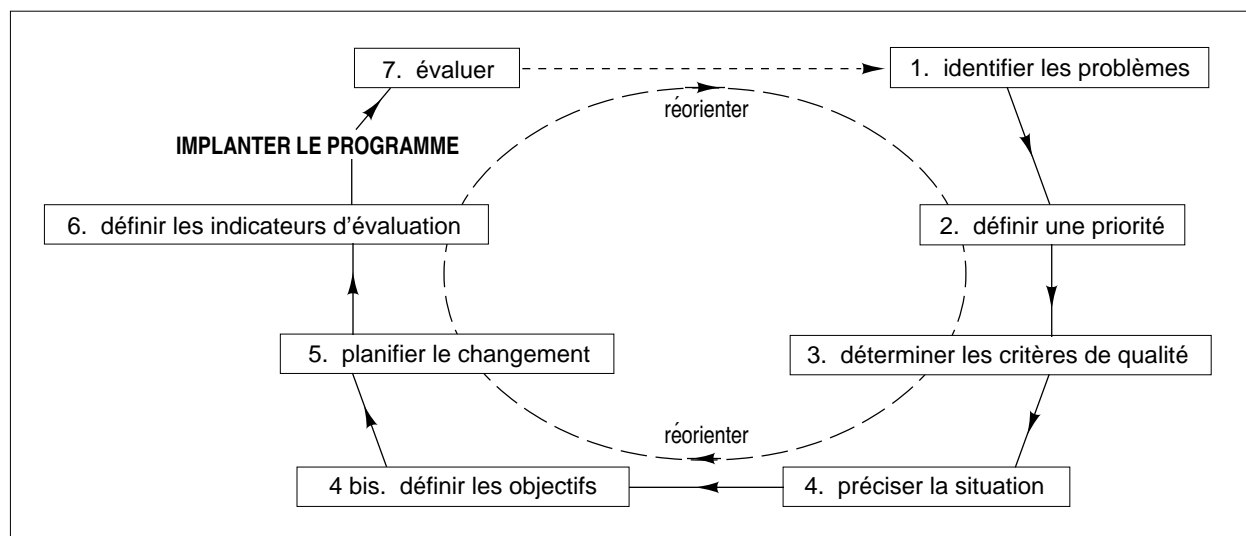 7. évaluer
1. identifier les problèmes
réorienter
IMPLANTER LE PROGRAMME
6. définir les indicateurs d'évaluation
2. définir une priorité
5. planifier le changement
3. déterminer les critères de qualité
réorienter
4 bis. définir les objectifs
4. préciser la situation